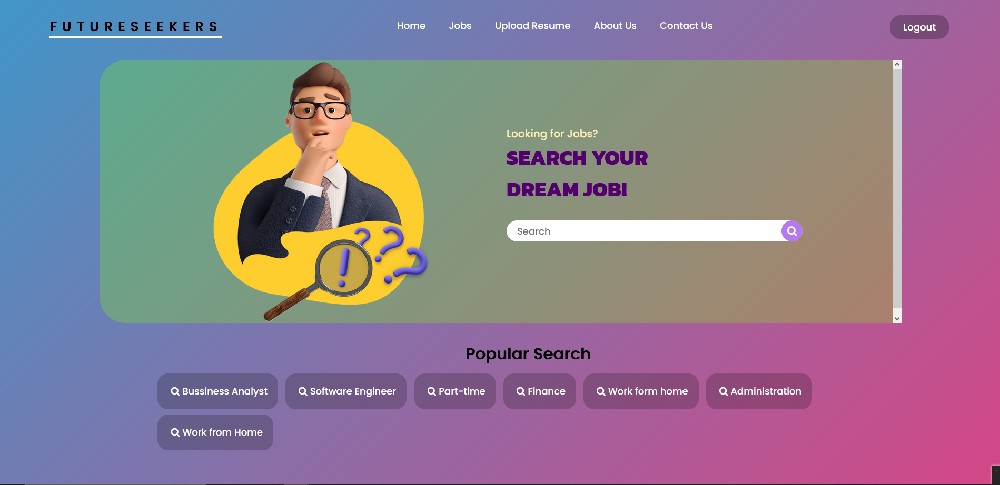 FUTURESEEKERS
Home Jobs Upload Resume About Us Contact Us
Logout
Looking for Jobs?
SEARCH YOUR
DREAM JOB!
Search
? ? ?
!
Popular Search
Bussiness Analyst Software Engineer Part-time Finance Work form home Administration
Work from Home